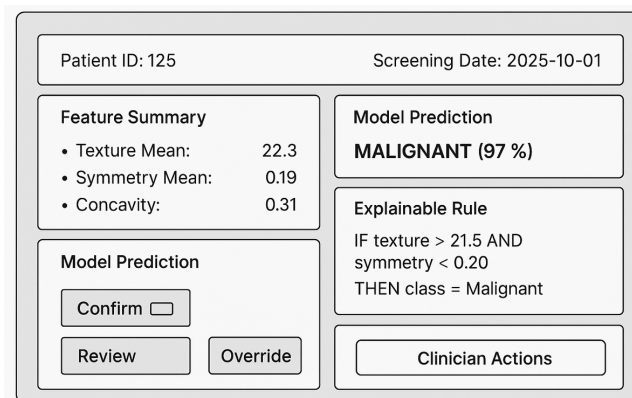 Patient ID: 125
Screening Date: 2025-10-01
Feature Summary
• Texture Mean: 22.3
• Symmetry Mean: 0.19
• Concavity: 0.31
Model Prediction
MALIGNANT (97 %)
Explainable Rule
IF texture > 21.5 AND
symmetry < 0.20
THEN class = Malignant
Model Prediction
Confirm
Review
Override
Clinician Actions